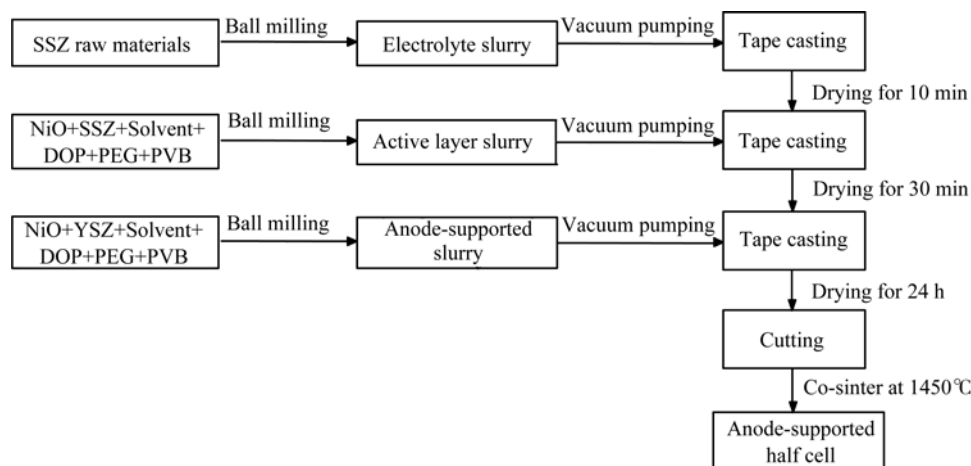 SSZ raw materials
Ball milling
Electrolyte slurry
Vacuum pumping
Tape casting
Drying for 10 min
NiO+SSZ+Solvent+
DOP+PEG+PVB
Ball milling
Active layer slurry
Vacuum pumping
Tape casting
Drying for 30 min
NiO+YSZ+Solvent+
DOP+PEG+PVB
Ball milling
Anode-supported
slurry
Vacuum pumping
Tape casting
Drying for 24 h
Cutting
Co-sinter at 1450℃
Anode-supported
half cell